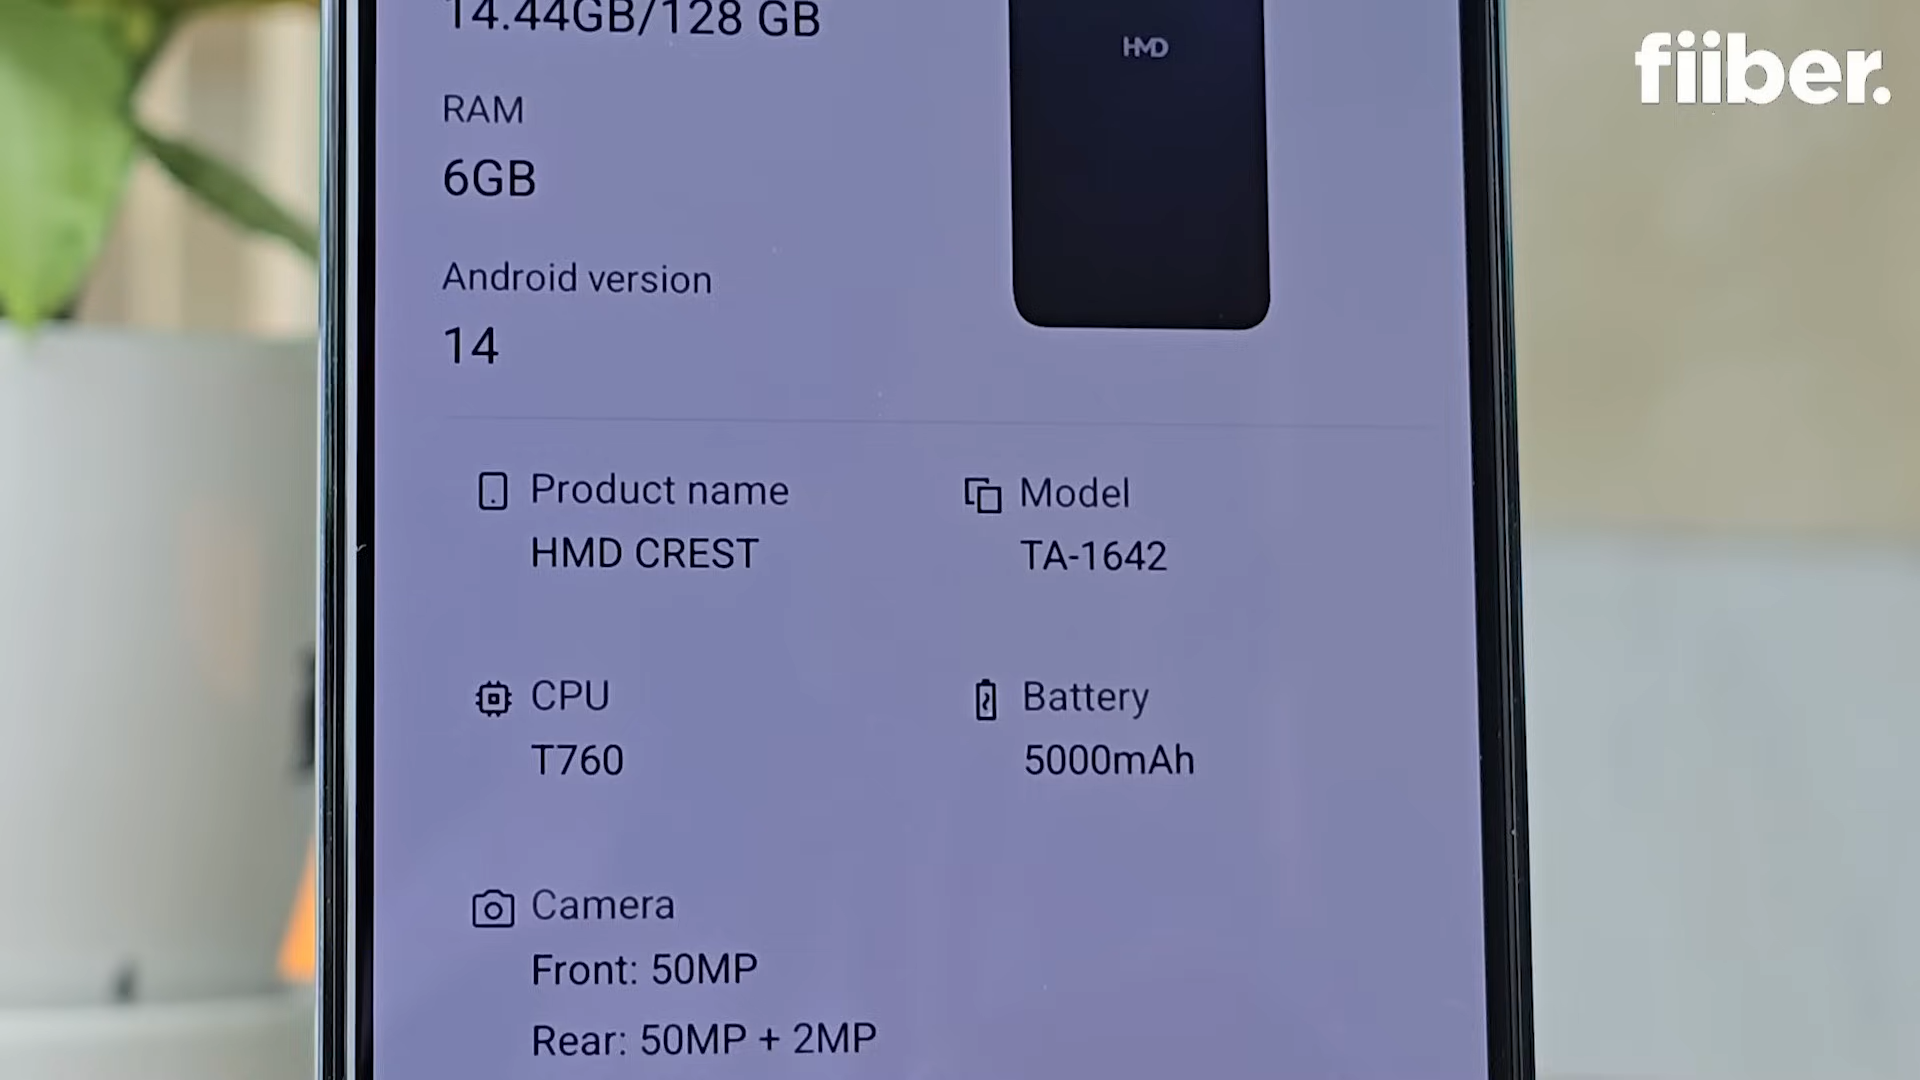 fiiber.
14.44GB/128 GB
HMD
RAM
6GB
Android version
14
Product name
HMD CREST
Model
TA-1642
CPU
T760
Battery
5000mAh
Camera
Front: 50MP
Rear: 50MP + 2MP